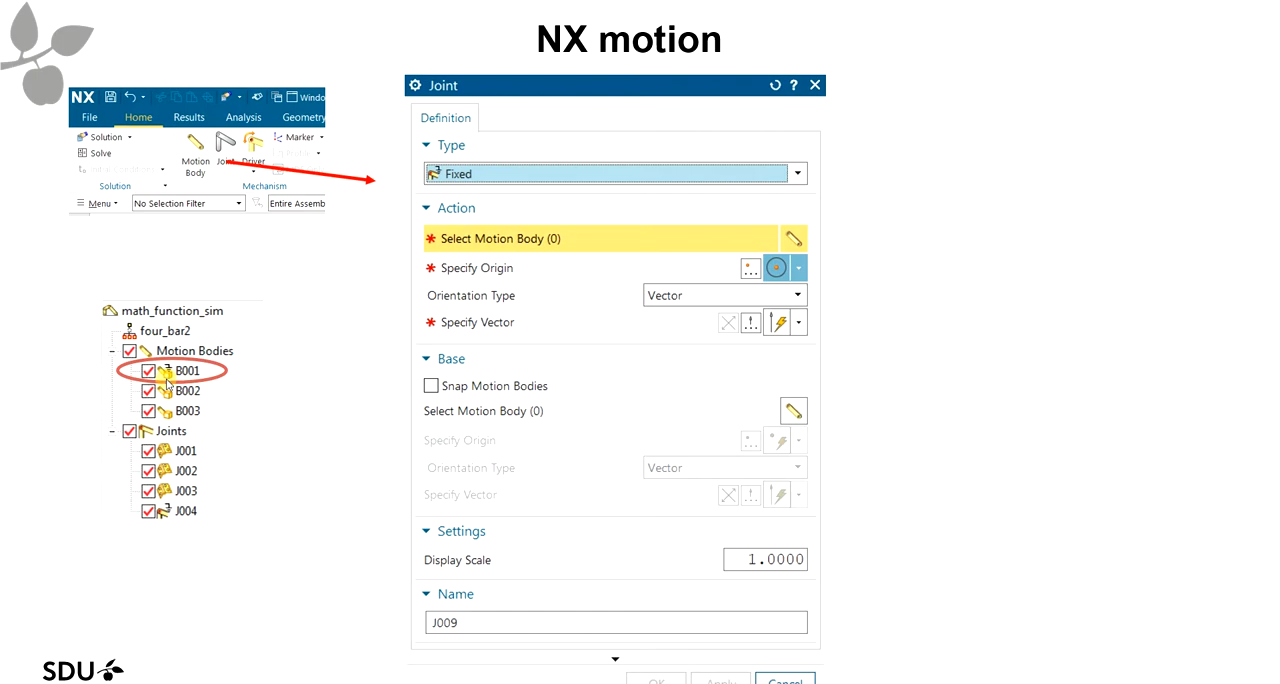 NX motion
NX
Windo
File Home Results Analysis Geometry
Solution
Solve
Motion Body
Joint
Driver
Marker
Solution
Mechanism
Menu
No Selection Filter
Entire Assemb
math_function_sim
four_bar2
Motion Bodies
B001
B002
B003
Joints
J001
J002
J003
J004
Joint
Definition
Type
Fixed
Action
* Select Motion Body (0)
* Specify Origin
Orientation Type Vector
* Specify Vector
Base
Snap Motion Bodies
Select Motion Body (0)
Specify Origin
Orientation Type Vector
Specify Vector
Settings
Display Scale 1.0000
Name
J009
OK Apply Cancel
SDU